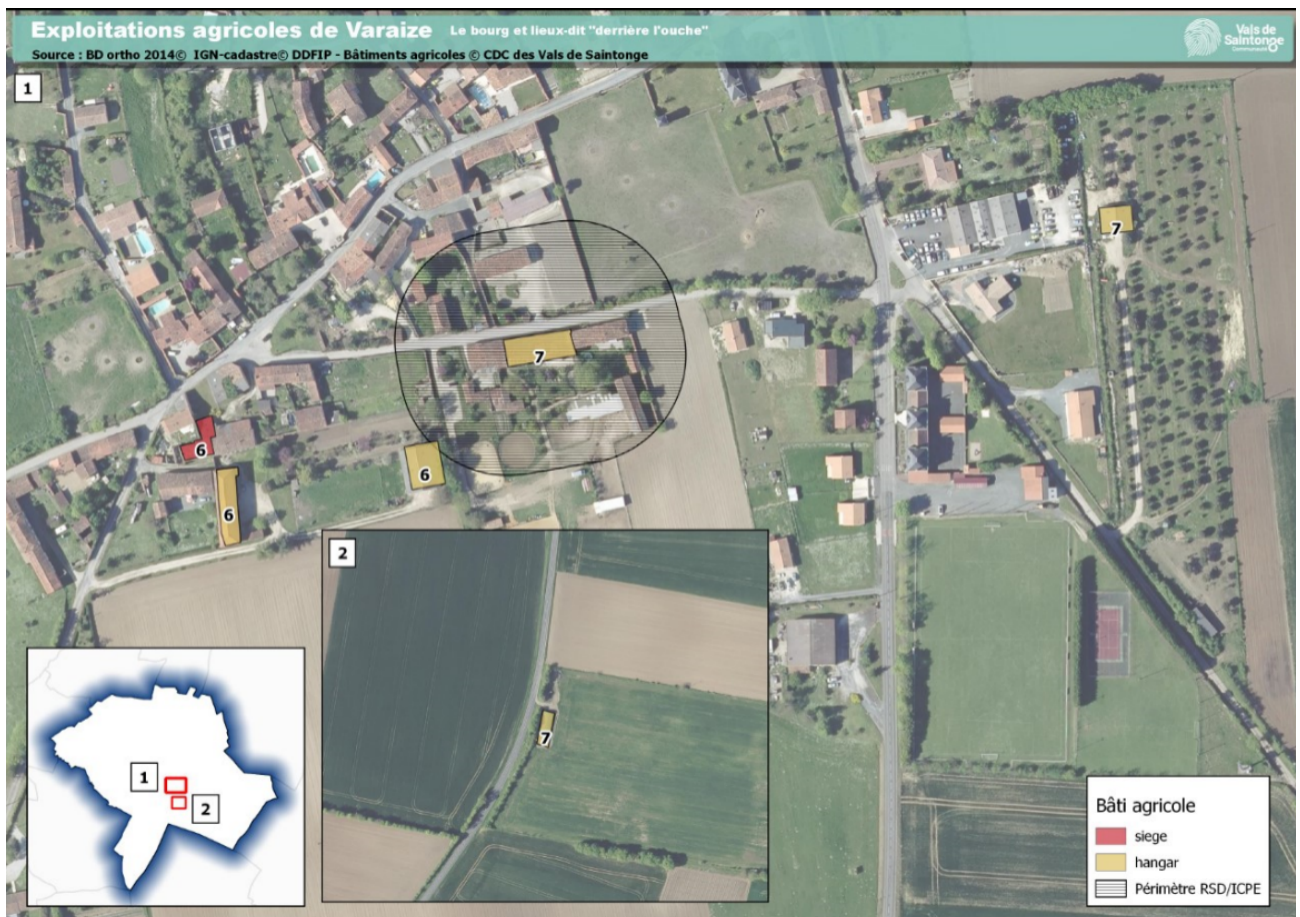 Exploitations agricoles de Varaize Le bourg et lieux-dit "derrière l'ouche"
Source : BD ortho 2014© IGN-cadastre© DDFIP - Bâtiments agricoles © CDC des Vals de Saintonge
Vals de
Saintonge
Communauté
1
7
7
6
6
6
2
7
1
2
Bâti agricole
siege
hangar
Périmètre RSD/ICPE